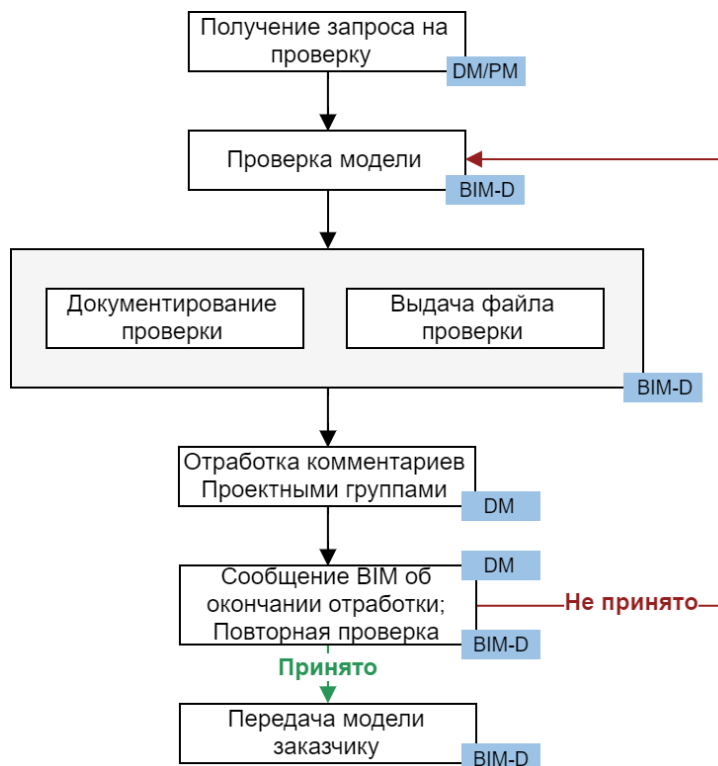 Получение запроса на
проверку
DM/PM
Проверка модели
BIM-D
Документирование
проверки
Выдача файла
проверки
BIM-D
Отработка комментариев
Проектными группами
DM
DM
Сообщение BIM об
окончании отработки;
Повторная проверка
BIM-D
Не принято
Принято
Передача модели
заказчику
BIM-D